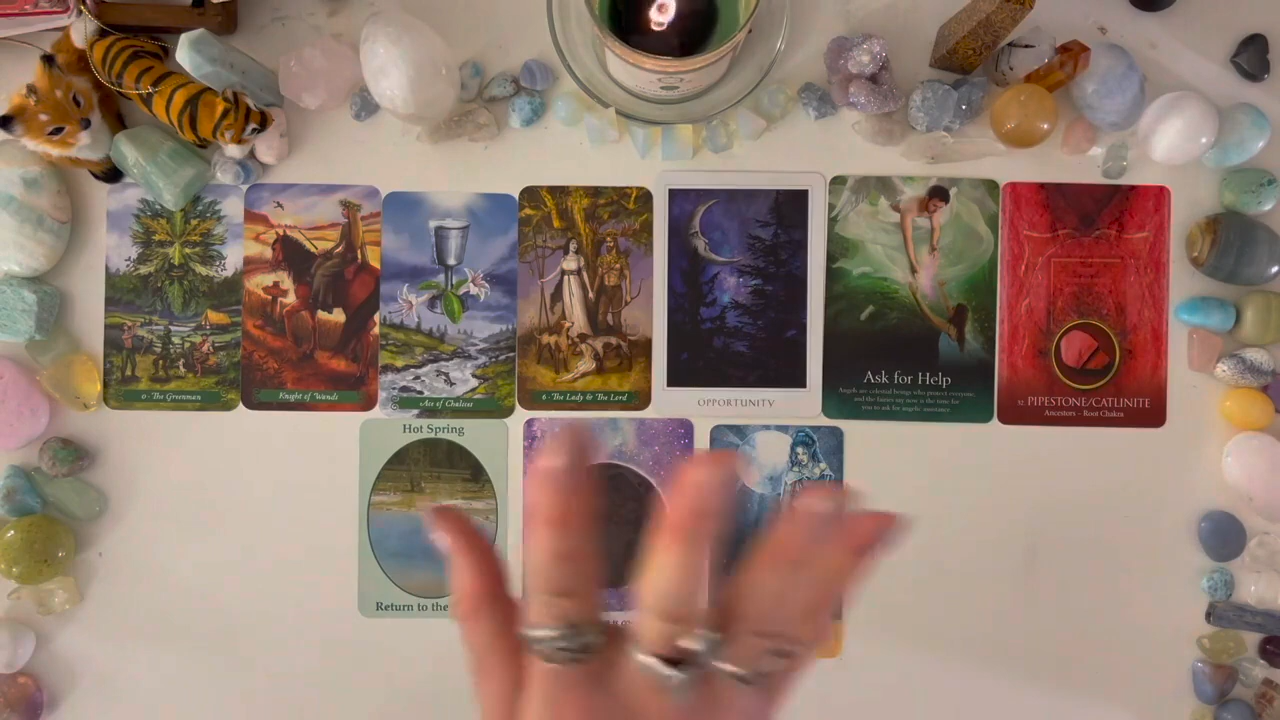 0 - The Greenman
Knight of Wands
Ace of Chalices
6 - The Lady & The Lord
OPPORTUNITY
Ask for Help
Angels are celestial beings who protect everyone,
and the fairies say now is the time for
you to ask for angelic assistance.
52 PIPESTONE/CATLINITE
Ancestors - Root Chakra
Hot Spring
Return to the